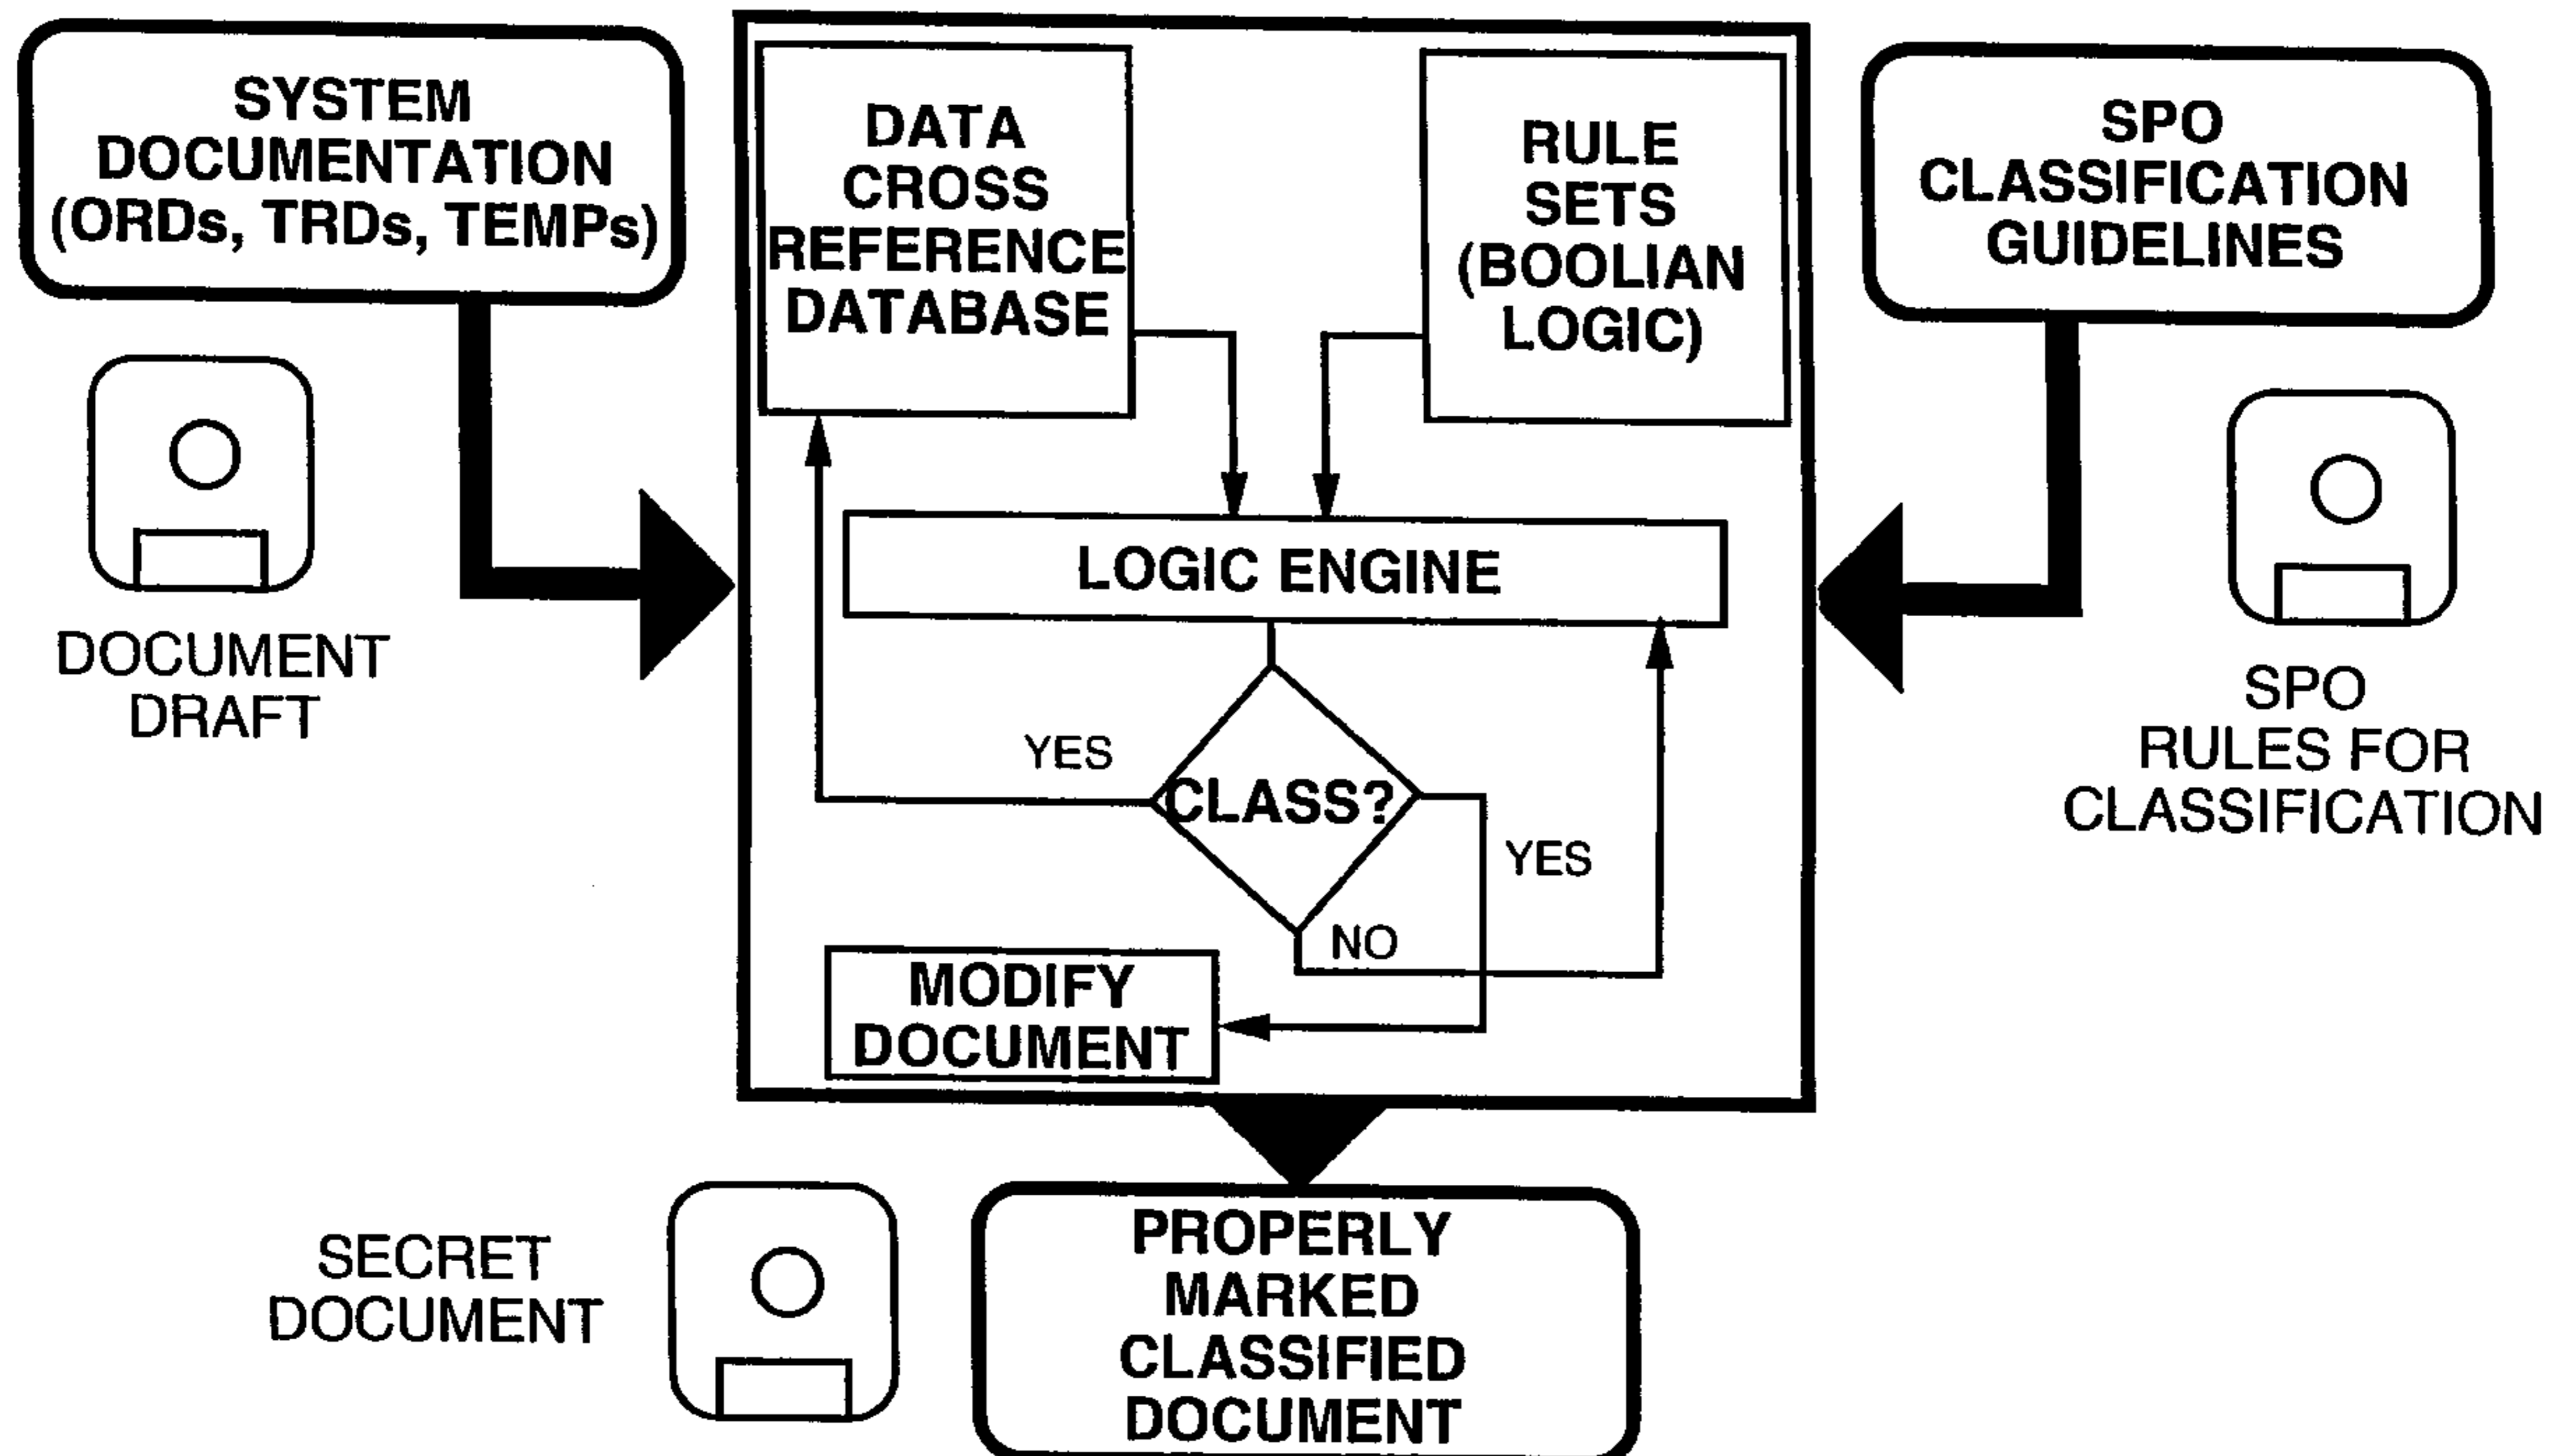 SYSTEM
DOCUMENTATION
(ORDs, TRDs, TEMPs)
DOCUMENT
DRAFT
DATA
CROSS
REFERENCE
DATABASE
RULE
SETS
(BOOLIAN
LOGIC)
LOGIC ENGINE
YES
CLASS?
YES
NO
MODIFY
DOCUMENT
SPO
CLASSIFICATION
GUIDELINES
SPO
RULES FOR
CLASSIFICATION
SECRET
DOCUMENT
PROPERLY
MARKED
CLASSIFIED
DOCUMENT